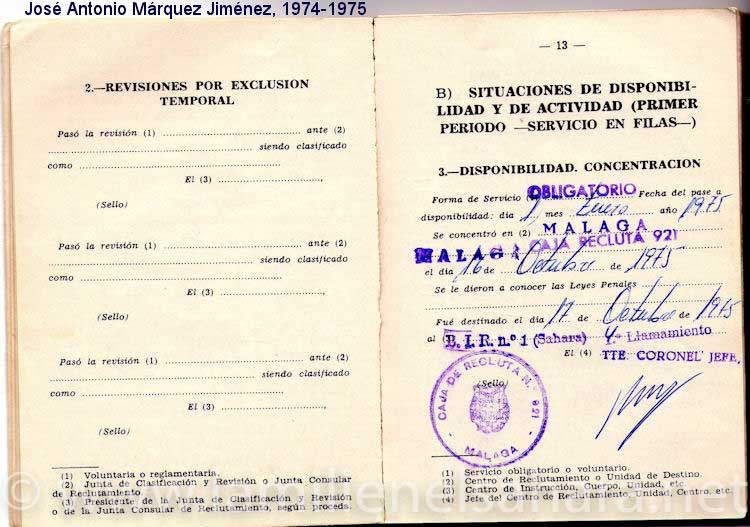 José Antonio Márquez Jiménez, 1974-1975
2.—REVISIONES POR EXCLUSION
TEMPORAL
Pasó la revisión (1) ........ ante (2)
........ siendo clasificado
como ........
El (3) ........,
(Sello)
Pasó la revisión (1) ........ ante (2)
........ siendo clasificado
como ........
El (3) ........,
(Sello)
Pasó la revisión (1) ........ ante (2)
........ siendo clasificado
como ........
El (3) ........,
(Sello)
(1) Voluntaria o reglamentaria.
(2) Junta de Clasificación y Revisión o Junta Consular
de Reclutamiento.
(3) Presidente de la Junta de Clasificación y Revisión
o de la Junta Consular de Reclutamiento, según proceda.
— 13 —
B) SITUACIONES DE DISPONIBI-
LIDAD Y DE ACTIVIDAD (PRIMER
PERIODO —SERVICIO EN FILAS—)
3.—DISPONIBILIDAD. CONCENTRACION
Forma de Servicio OBLIGATORIO Fecha del pase a
disponibilidad: día 1 mes Enero año 1975
Se concentró en (2) MALAGA
MALAGA CAJA RECLUTA 921
el día 16 de Octubre de 1975
Se le dieron a conocer las Leyes Penales ........
Fué destinado el día 17 de Octubre de 1975
al B. I. R. nº 1 (Sahara) 4º Llamamiento
El (4) TTE. CORONEL JEFE,
(Sello)
CAJA DE RECLUTA N. 921
MALAGA
(1) Servicio obligatorio o voluntario.
(2) Centro de Reclutamiento o Unidad de Destino.
(3) Centro de Instrucción, Cuerpo, Unidad, etc.
(4) Jefe del Centro de Reclutamiento, Unidad, Centro, etc.